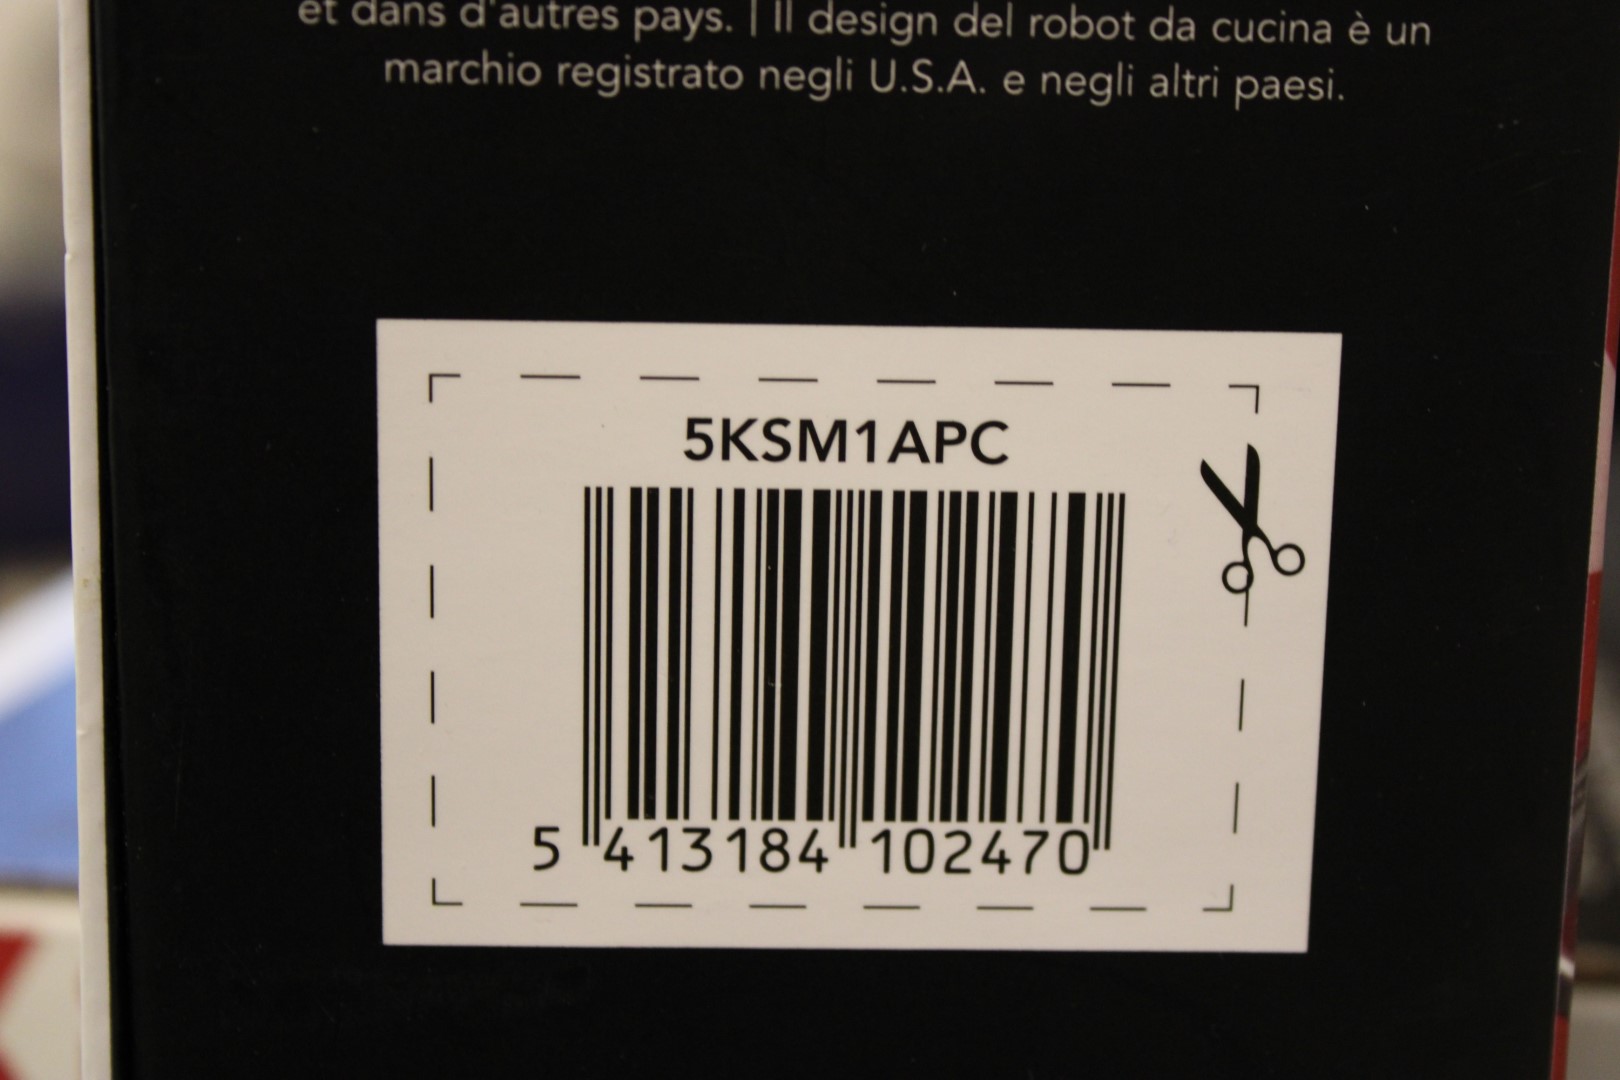 et dans d'autres pays. | Il design del robot da cucina è un
marchio registrato negli U.S.A. e negli altri paesi.
5KSM1APC
5 413184 102470